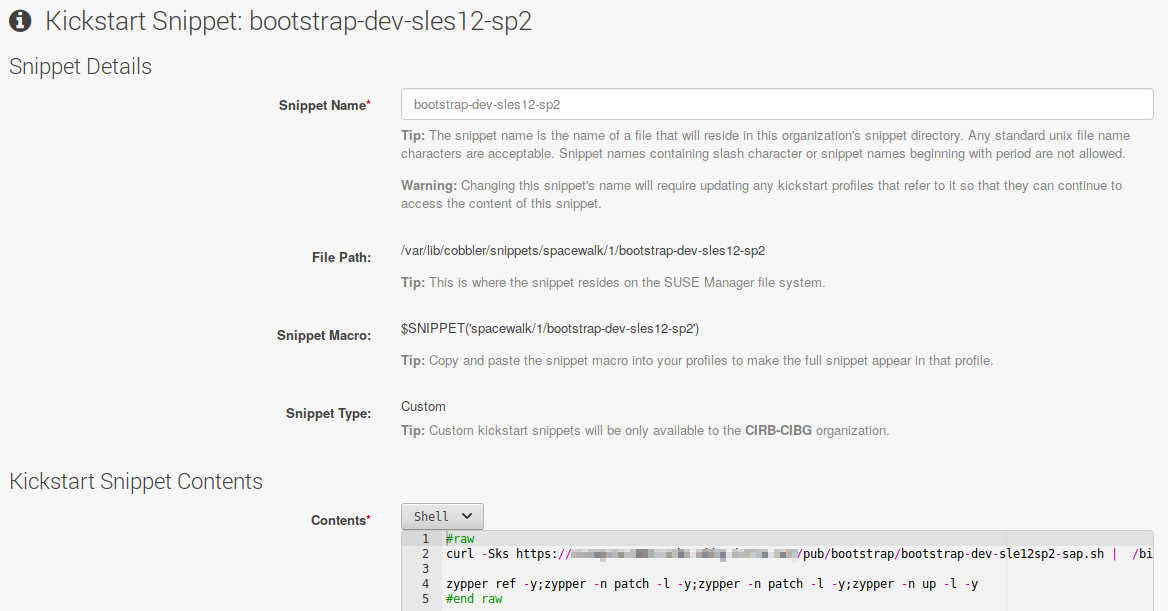 Kickstart Snippet: bootstrap-dev-sles12-sp2
Snippet Details
Snippet Name*
bootstrap-dev-sles12-sp2
Tip: The snippet name is the name of a file that will reside in this organization's snippet directory. Any standard unix file name
characters are acceptable. Snippet names containing slash character or snippet names beginning with period are not allowed.
Warning: Changing this snippet's name will require updating any kickstart profiles that refer to it so that they can continue to
access the content of this snippet.
File Path:
/var/lib/cobbler/snippets/spacewalk/1/bootstrap-dev-sles12-sp2
Tip: This is where the snippet resides on the SUSE Manager file system.
Snippet Macro:
$SNIPPET('spacewalk/1/bootstrap-dev-sles12-sp2')
Tip: Copy and paste the snippet macro into your profiles to make the full snippet appear in that profile.
Snippet Type:
Custom
Tip: Custom kickstart snippets will be only available to the CIRB-CIBG organization.
Kickstart Snippet Contents
Contents*
Shell
1 #raw
2 curl -Sks https:// /pub/bootstrap/bootstrap-dev-sle12sp2-sap.sh | /bi
3
4 zypper ref -y;zypper -n patch -l -y;zypper -n patch -l -y;zypper -n up -l -y
5 #end raw